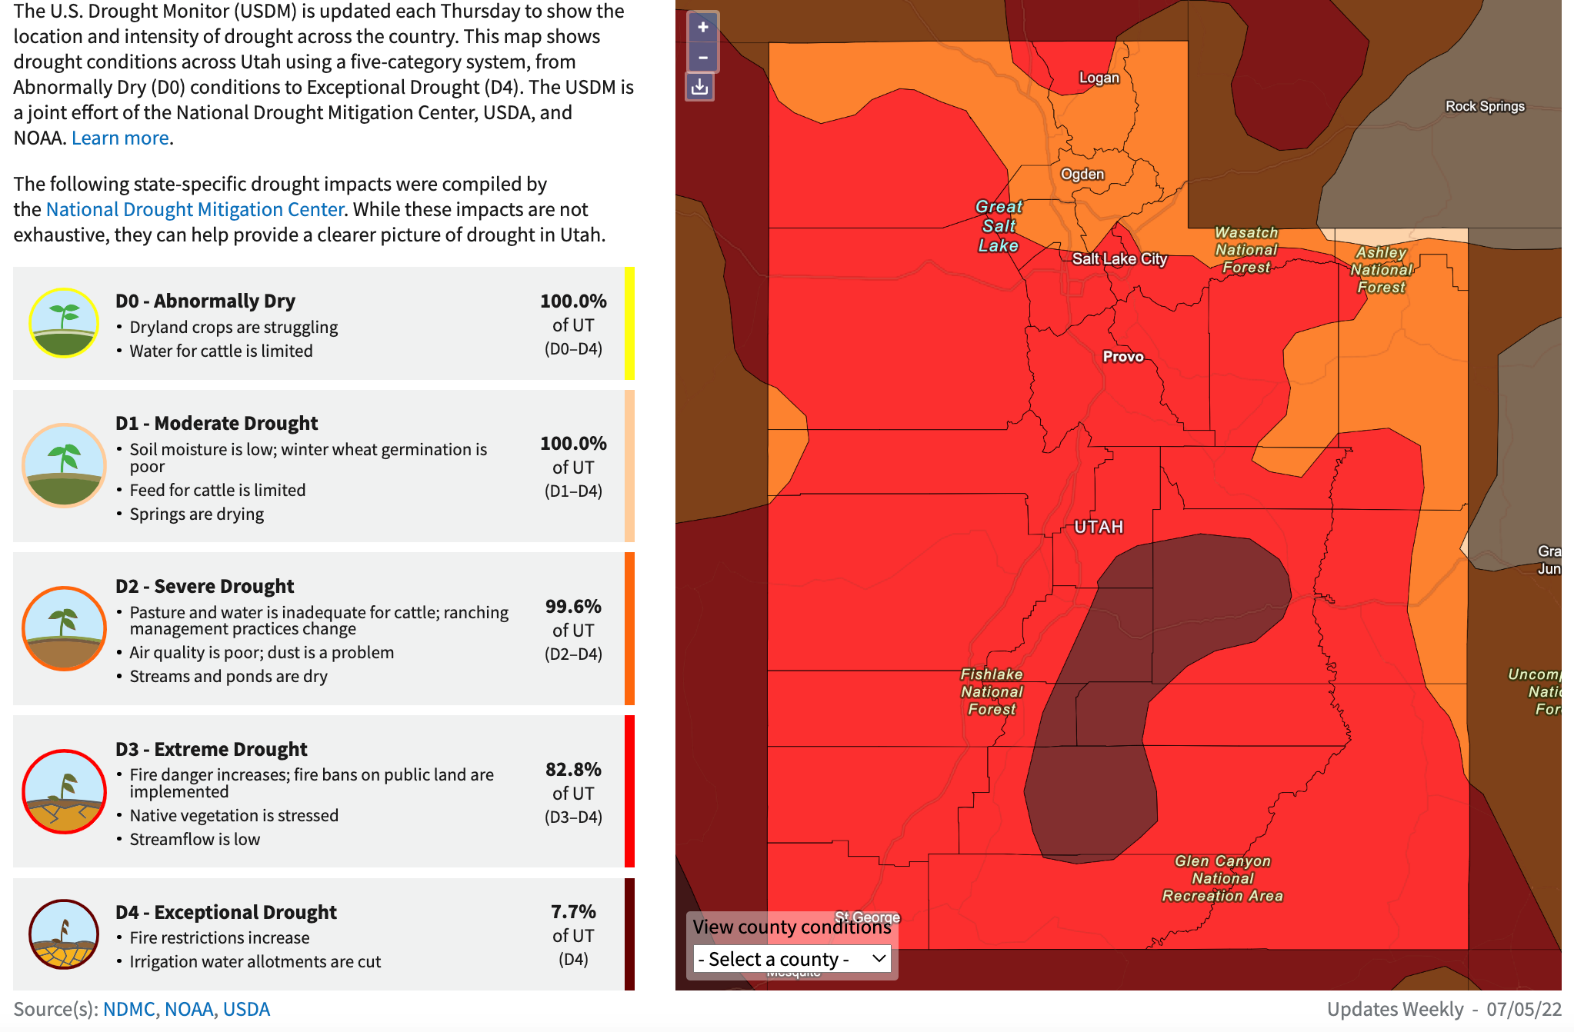 The U.S. Drought Monitor (USDM) is updated each Thursday to show the
location and intensity of drought across the country. This map shows
drought conditions across Utah using a five-category system, from
Abnormally Dry (D0) conditions to Exceptional Drought (D4). The USDM is
a joint effort of the National Drought Mitigation Center, USDA, and
NOAA. Learn more.
The following state-specific drought impacts were compiled by
the National Drought Mitigation Center. While these impacts are not
exhaustive, they can help provide a clearer picture of drought in Utah.
D0 - Abnormally Dry
• Dryland crops are struggling
• Water for cattle is limited
100.0%
of UT
(D0–D4)
D1 - Moderate Drought
• Soil moisture is low; winter wheat germination is
poor
• Feed for cattle is limited
• Springs are drying
100.0%
of UT
(D1–D4)
D2 - Severe Drought
• Pasture and water is inadequate for cattle; ranching
management practices change
• Air quality is poor; dust is a problem
• Streams and ponds are dry
99.6%
of UT
(D2–D4)
D3 - Extreme Drought
• Fire danger increases; fire bans on public land are
implemented
• Native vegetation is stressed
• Streamflow is low
82.8%
of UT
(D3–D4)
D4 - Exceptional Drought
• Fire restrictions increase
• Irrigation water allotments are cut
7.7%
of UT
(D4)
Source(s): NDMC, NOAA, USDA
+
−
Logan
Rock Springs
Ogden
Great
Salt
Lake
Wasatch
National
Forest
Ashley
National
Forest
Salt Lake City
Provo
UTAH
Gra
Jun
Fishlake
National
Forest
Uncom
Natio
For
Glen Canyon
National
Recreation Area
St George
View county conditions
- Select a county -
Mesquite
Updates Weekly - 07/05/22